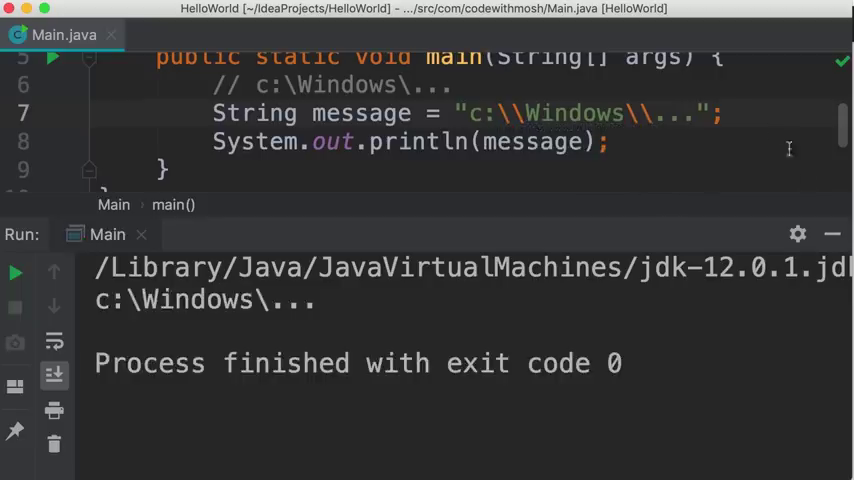 HelloWorld [~/IdeaProjects/HelloWorld] - .../src/com/codewithmosh/Main.java [HelloWorld]
Main.java
5 public static void main(String[] args) {
6 // c:\Windows\...
7 String message = "c:\\Windows\\...";
8 System.out.println(message);
9 }
Main › main()
Run: Main
/Library/Java/JavaVirtualMachines/jdk-12.0.1.jd
c:\Windows\...
Process finished with exit code 0